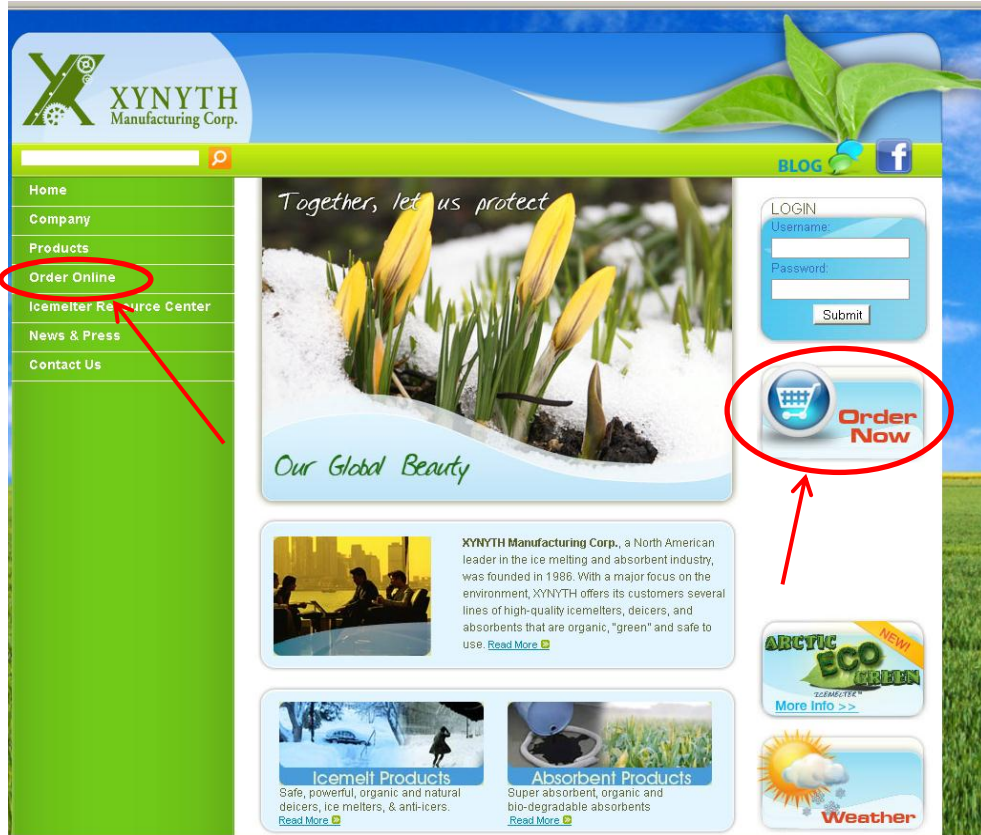 XYNYTH
Manufacturing Corp.
BLOG
f
Home
Company
Products
Order Online
Icemelter Resource Center
News & Press
Contact Us
Together, let us protect
Our Global Beauty
LOGIN
Username:
Password:
Submit
Order
Now
XYNYTH Manufacturing Corp., a North American
leader in the ice melting and absorbent industry,
was founded in 1986. With a major focus on the
environment, XYNYTH offers its customers several
lines of high-quality icemelters, deicers, and
absorbents that are organic, "green" and safe to
use. Read More
ARCTIC
ECO
GREEN
NEW!
ICEMELTER™
More Info >>
Icemelt Products
Safe, powerful, organic and natural
deicers, ice melters, & anti-icers.
Read More
Absorbent Products
Super absorbent, organic and
bio-degradable absorbents
Read More
Weather